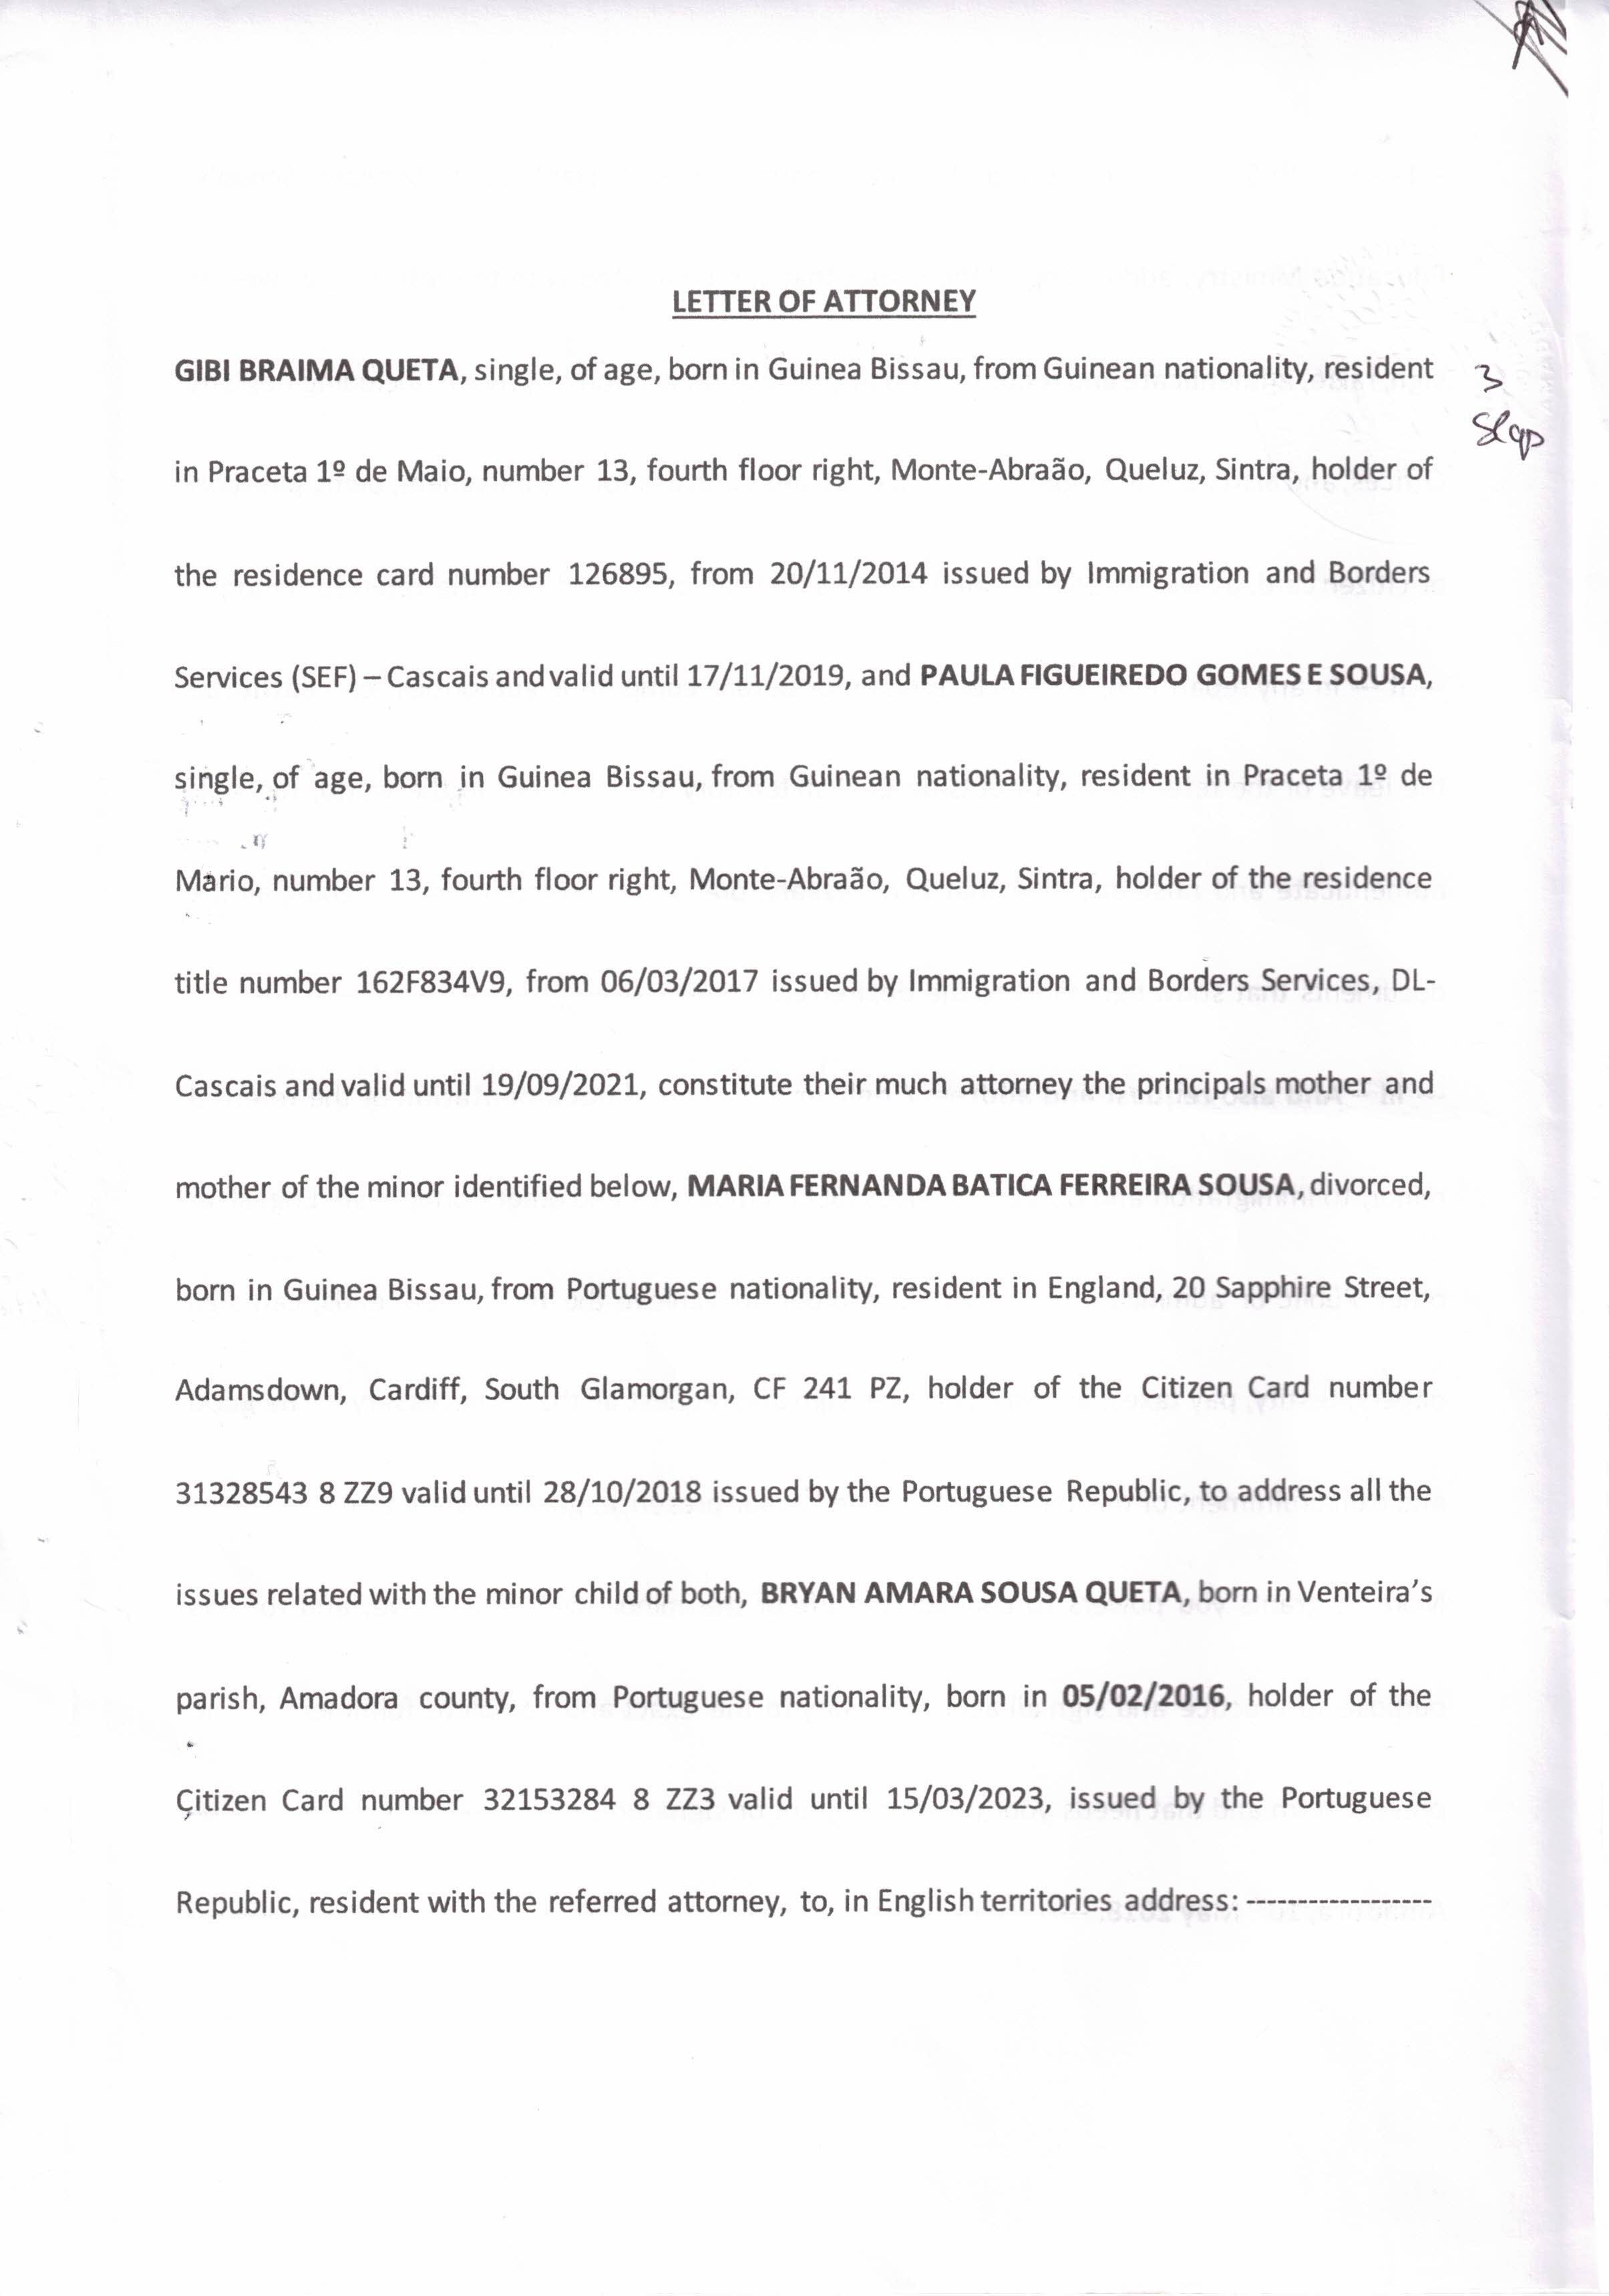 LETTER OF ATTORNEY
GIBI BRAIMA QUETA, single, of age, born in Guinea Bissau, from Guinean nationality, resident
3
in Praceta 1º de Maio, number 13, fourth floor right, Monte-Abraão, Queluz, Sintra, holder of
the residence card number 126895, from 20/11/2014 issued by Immigration and Borders
Services (SEF) – Cascais and valid until 17/11/2019, and PAULA FIGUEIREDO GOMES E SOUSA,
single, of age, born in Guinea Bissau, from Guinean nationality, resident in Praceta 1º de
Mario, number 13, fourth floor right, Monte-Abraão, Queluz, Sintra, holder of the residence
title number 162F834V9, from 06/03/2017 issued by Immigration and Borders Services, DL-
Cascais and valid until 19/09/2021, constitute their much attorney the principals mother and
mother of the minor identified below, MARIA FERNANDA BATICA FERREIRA SOUSA, divorced,
born in Guinea Bissau, from Portuguese nationality, resident in England, 20 Sapphire Street,
Adamsdown, Cardiff, South Glamorgan, CF 241 PZ, holder of the Citizen Card number
31328543 8 ZZ9 valid until 28/10/2018 issued by the Portuguese Republic, to address all the
issues related with the minor child of both, BRYAN AMARA SOUSA QUETA, born in Venteira's
parish, Amadora county, from Portuguese nationality, born in 05/02/2016, holder of the
Citizen Card number 32153284 8 ZZ3 valid until 15/03/2023, issued by the Portuguese
Republic, resident with the referred attorney, to, in English territories address: ------------------